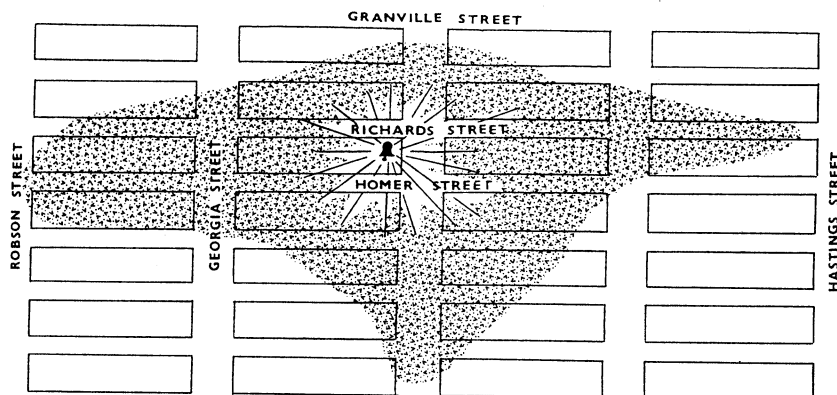 GRANVILLE STREET
RICHARDS STREET
HOMER STREET
ROBSON STREET
GEORGIA STREET
HASTINGS STREET